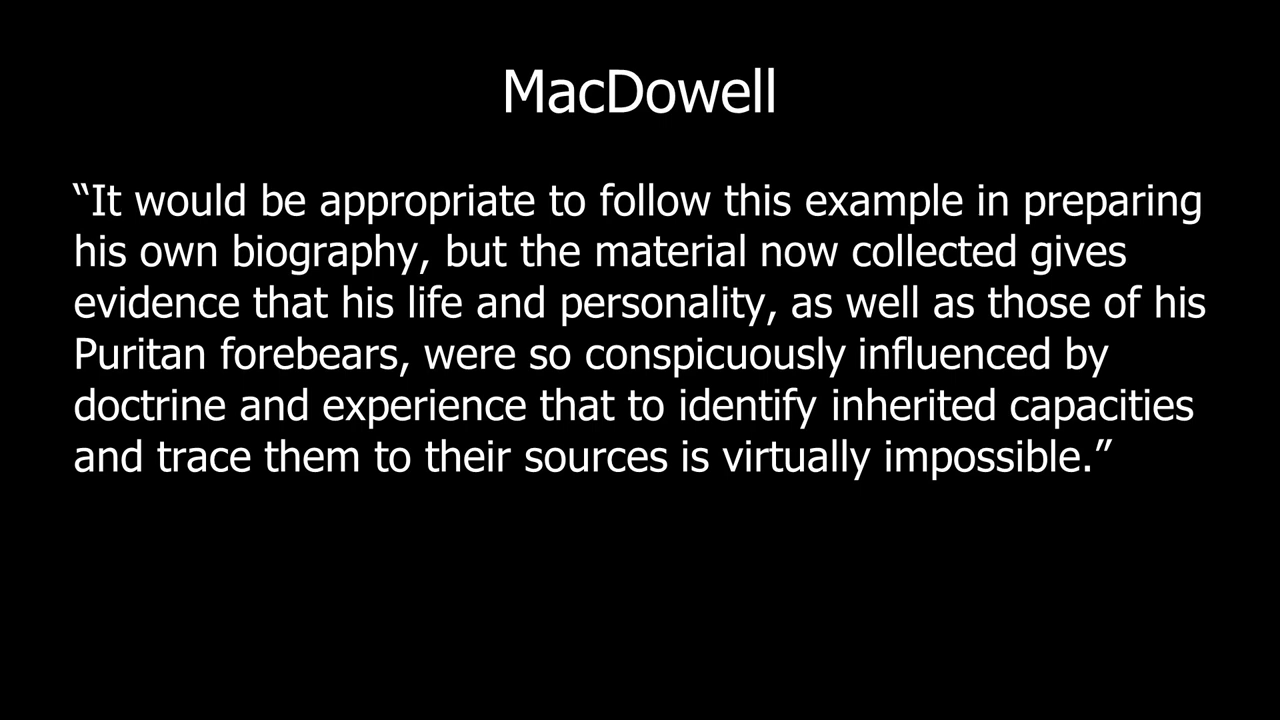 MacDowell
“It would be appropriate to follow this example in preparing
his own biography, but the material now collected gives
evidence that his life and personality, as well as those of his
Puritan forebears, were so conspicuously influenced by
doctrine and experience that to identify inherited capacities
and trace them to their sources is virtually impossible.”